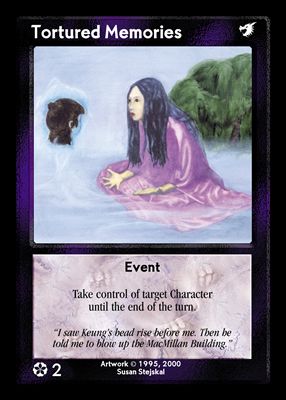 Tortured Memories
Event
Take control of target Character
until the end of the turn.
"I saw Keung's head rise before me. Then he
told me to blow up the MacMillan Building."
2
Artwork © 1995, 2000
Susan Stejskal